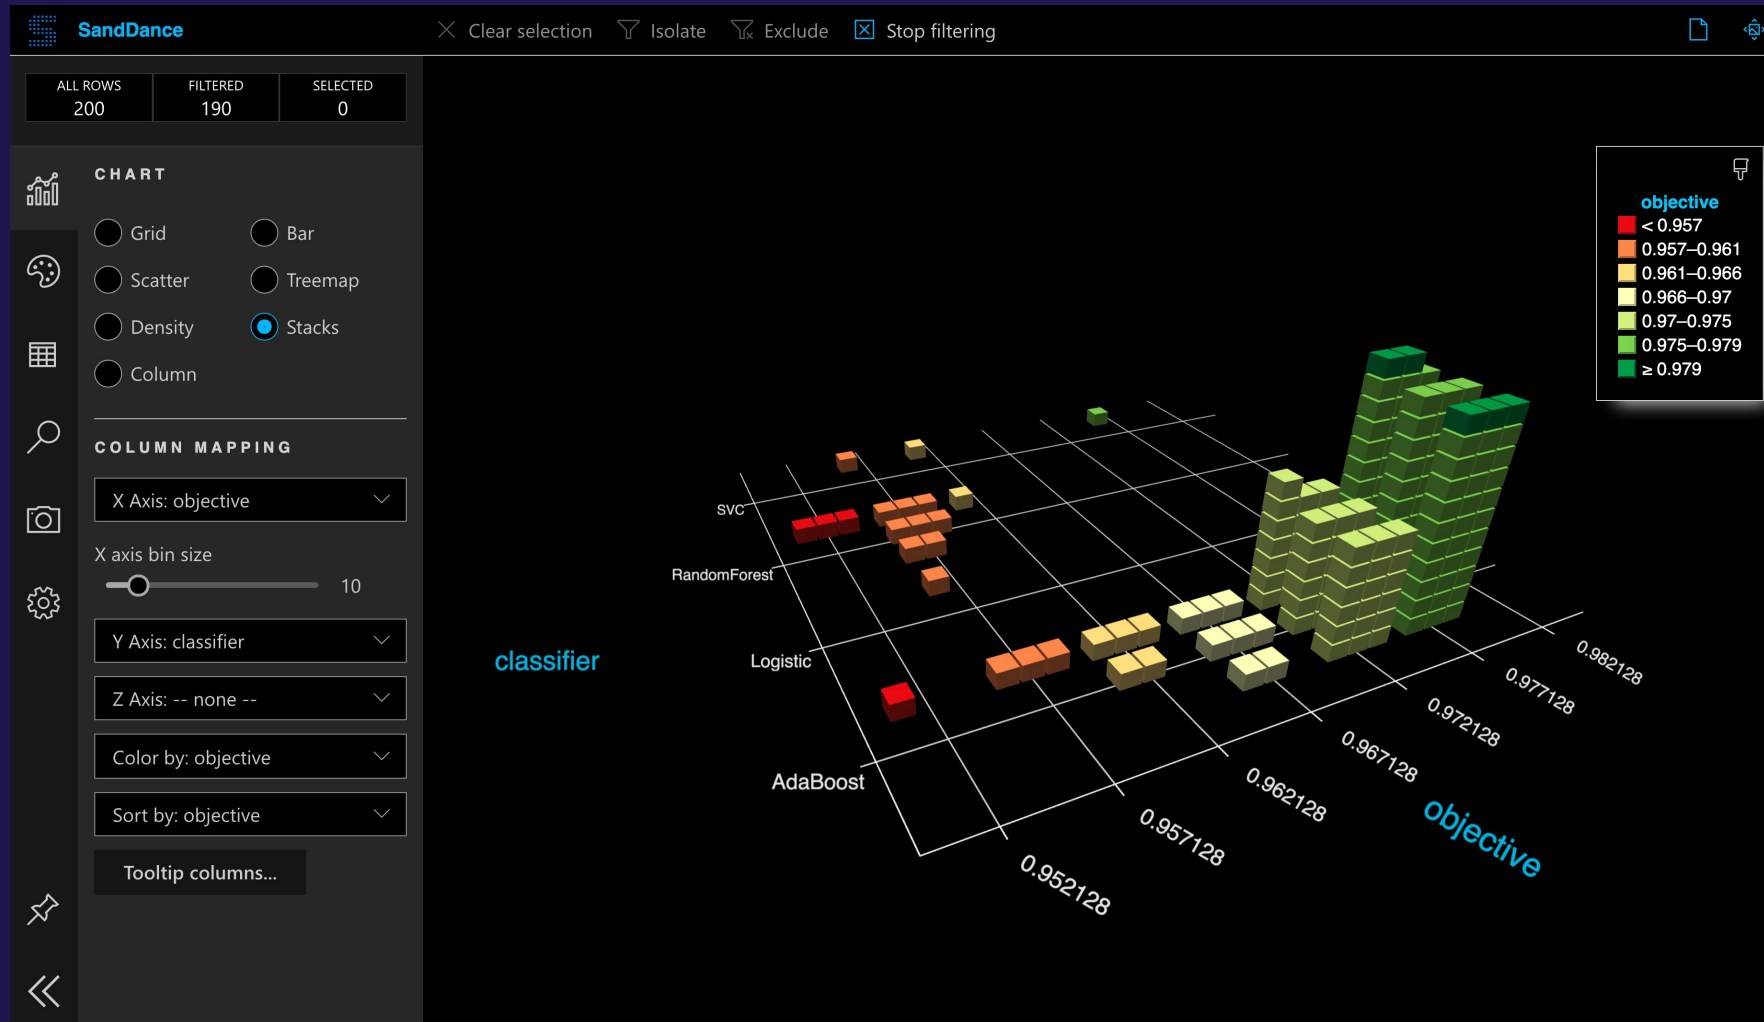 SandDance
Clear selection
Isolate
Exclude
Stop filtering
ALL ROWS
200
FILTERED
190
SELECTED
0
CHART
Grid
Bar
Scatter
Treemap
Density
Stacks
Column
COLUMN MAPPING
X Axis: objective
X axis bin size
10
Y Axis: classifier
Z Axis: -- none --
Color by: objective
Sort by: objective
Tooltip columns...
objective
< 0.957
0.957–0.961
0.961–0.966
0.966–0.97
0.97–0.975
0.975–0.979
≥ 0.979
SVC
RandomForest
Logistic
AdaBoost
classifier
0.952128
0.957128
0.962128
0.967128
0.972128
0.977128
0.982128
objective